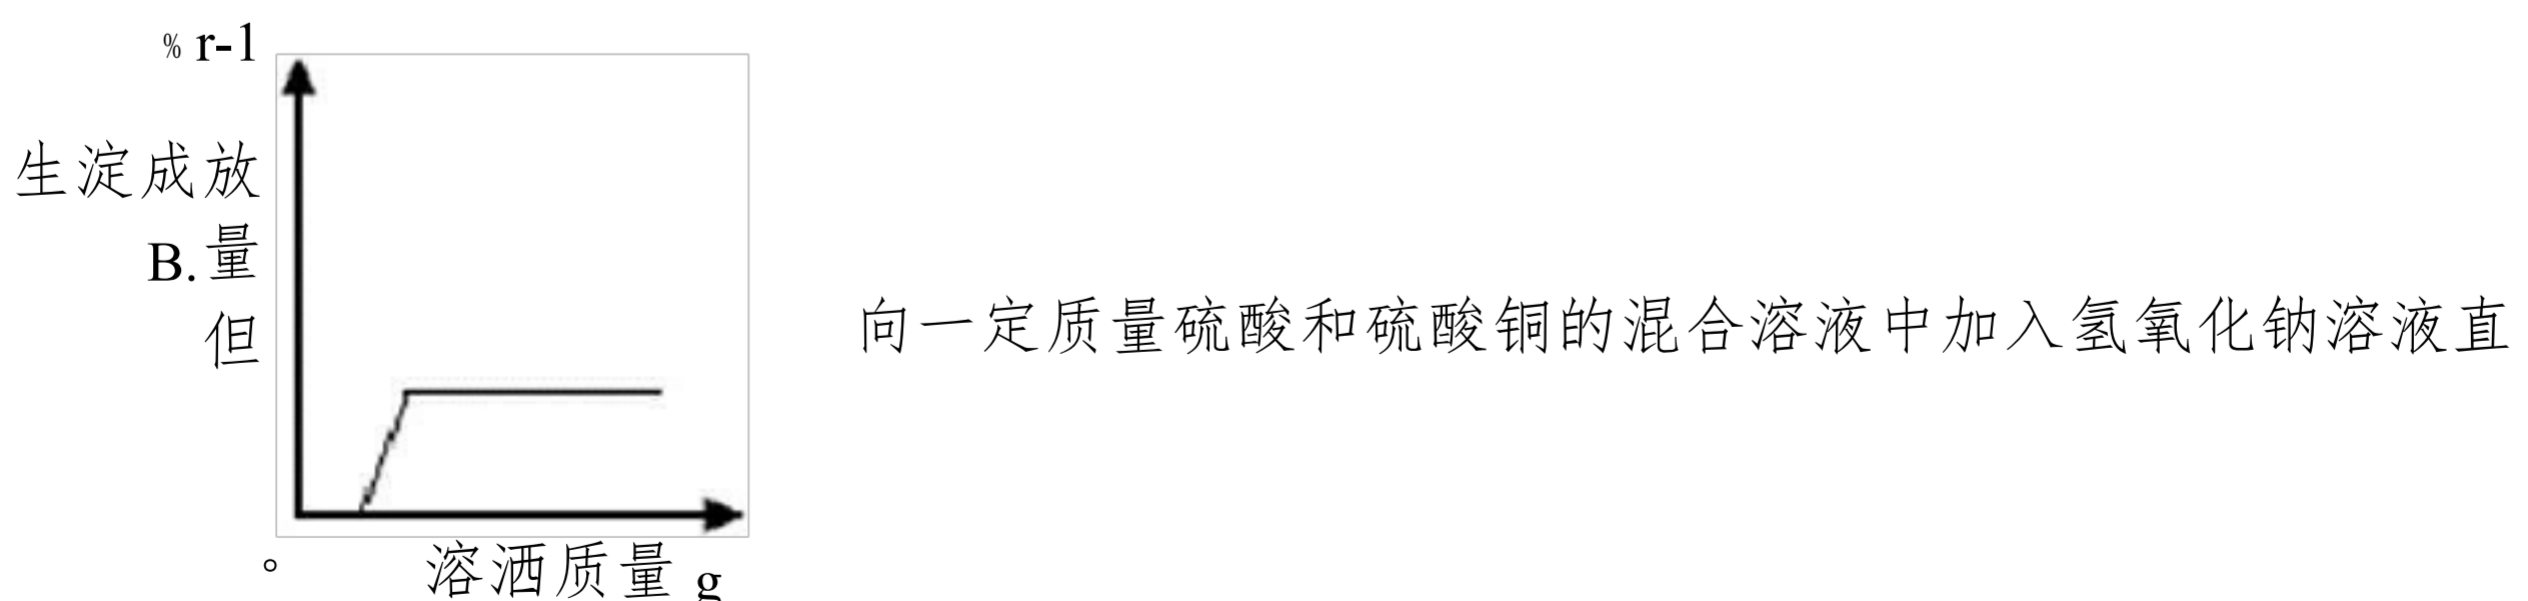 % r-1
生淀成放
B.量
但
向一定质量硫酸和硫酸铜的混合溶液中加入氢氧化钠溶液直
。 溶洒质量 g